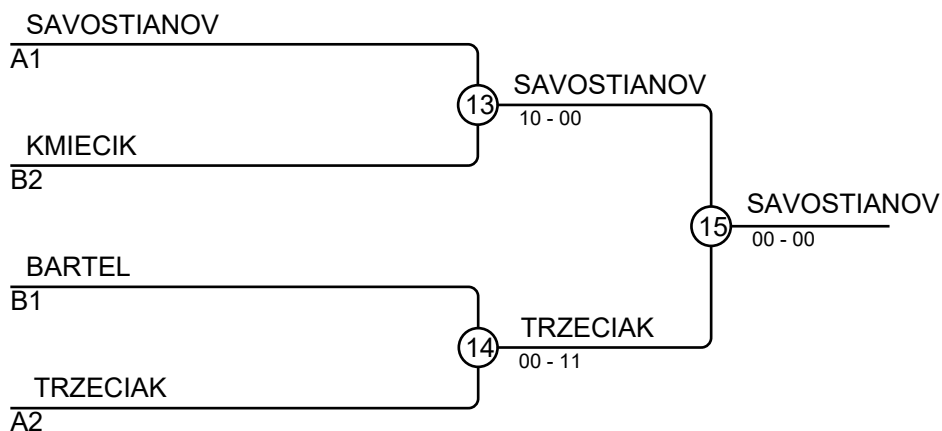 SAVOSTIANOV
A1
13
SAVOSTIANOV
10 - 00
KMIECIK
B2
15
SAVOSTIANOV
00 - 00
BARTEL
B1
14
TRZECIAK
00 - 11
TRZECIAK
A2